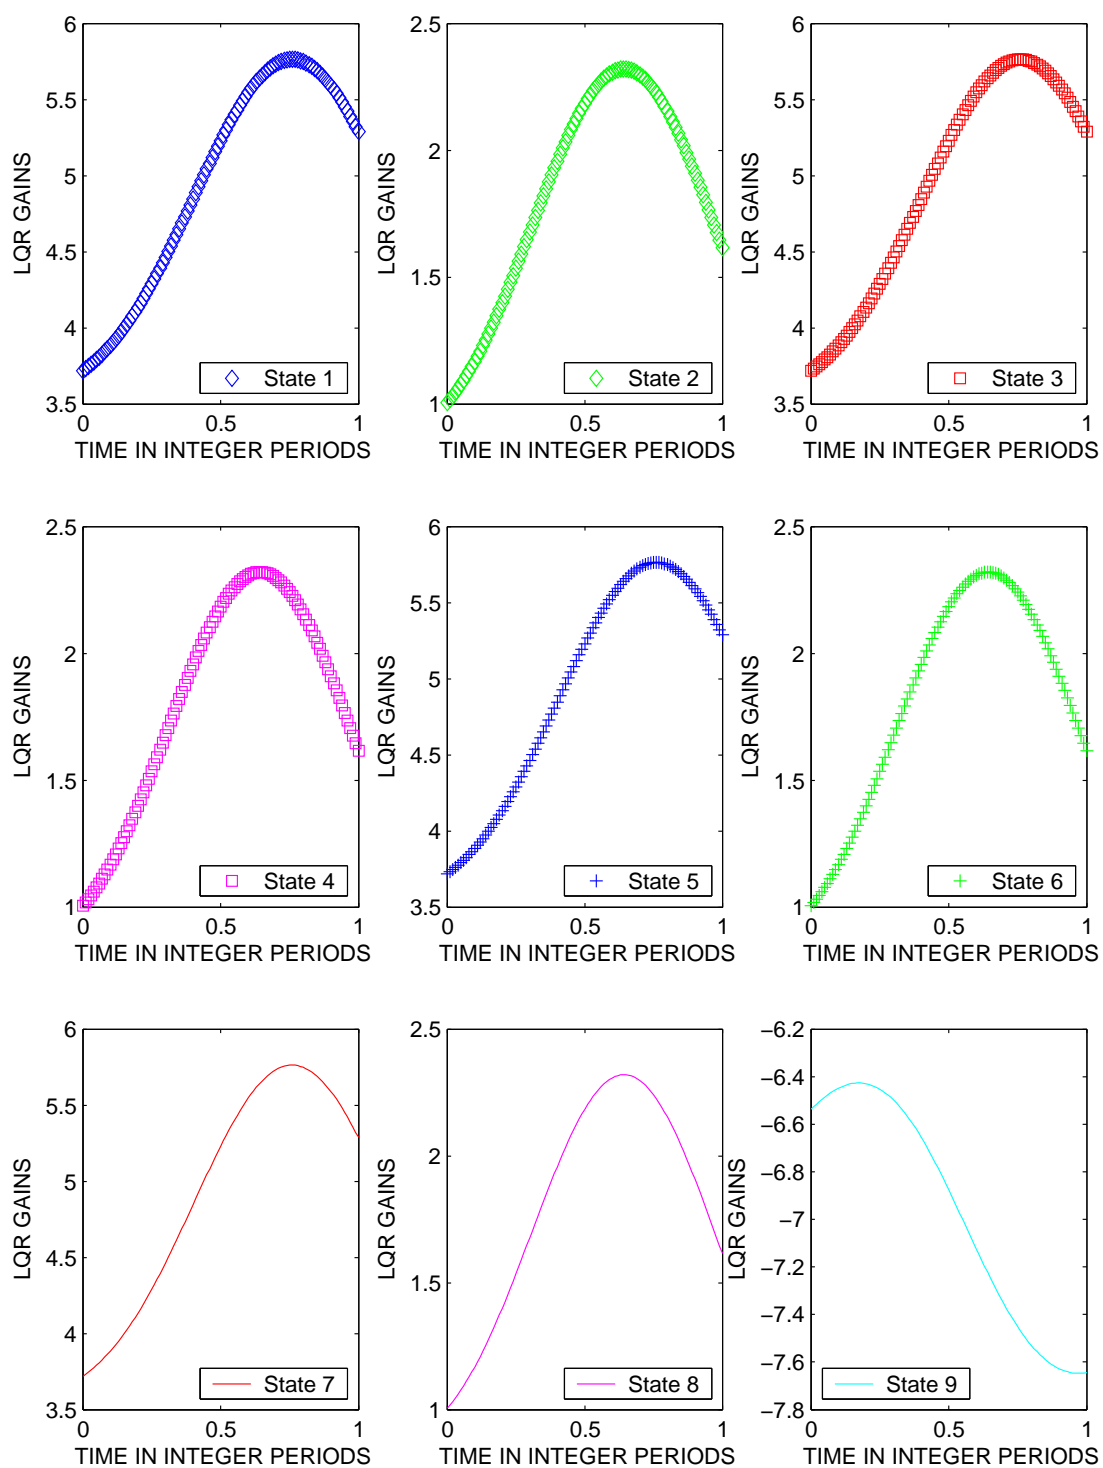 6
5.5
5
4.5
4
3.5
LQR GAINS
State 1
0 0.5 1
TIME IN INTEGER PERIODS
2.5
2
1.5
1
LQR GAINS
State 2
0 0.5 1
TIME IN INTEGER PERIODS
6
5.5
5
4.5
4
3.5
LQR GAINS
State 3
0 0.5 1
TIME IN INTEGER PERIODS
2.5
2
1.5
1
LQR GAINS
State 4
0 0.5 1
TIME IN INTEGER PERIODS
6
5.5
5
4.5
4
3.5
LQR GAINS
State 5
0 0.5 1
TIME IN INTEGER PERIODS
2.5
2
1.5
1
LQR GAINS
State 6
0 0.5 1
TIME IN INTEGER PERIODS
6
5.5
5
4.5
4
3.5
LQR GAINS
State 7
0 0.5 1
TIME IN INTEGER PERIODS
2.5
2
1.5
1
LQR GAINS
State 8
0 0.5 1
TIME IN INTEGER PERIODS
−6.2
−6.4
−6.6
−6.8
−7
−7.2
−7.4
−7.6
−7.8
LQR GAINS
State 9
0 0.5 1
TIME IN INTEGER PERIODS